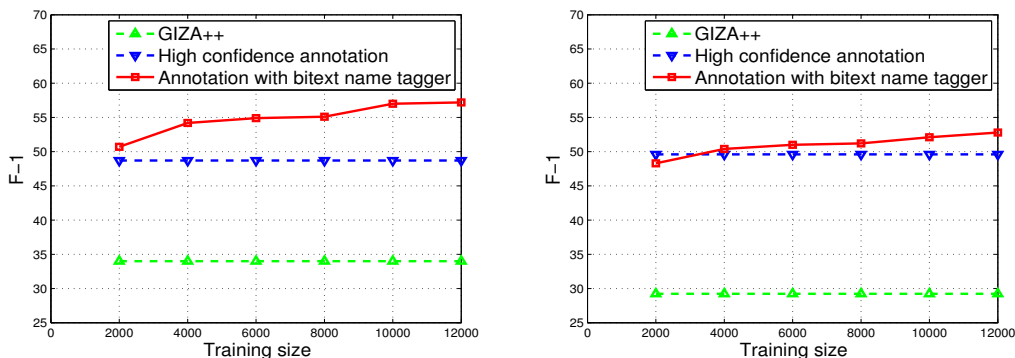 70
65
60
55
50
45
40
35
30
25
F-1
GIZA++
High confidence annotation
Annotation with bitext name tagger
0 2000 4000 6000 8000 10000 12000
Training size
70
65
60
55
50
45
40
35
30
25
F-1
GIZA++
High confidence annotation
Annotation with bitext name tagger
0 2000 4000 6000 8000 10000 12000
Training size